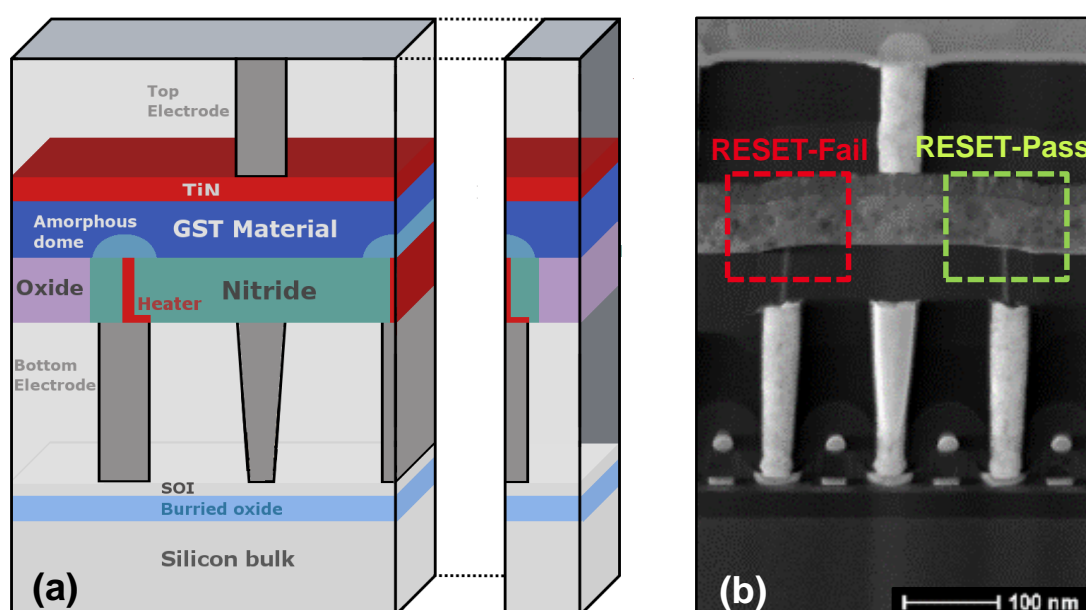 Top
Electrode
TiN
Amorphous
dome
GST Material
Oxide
Nitride
Heater
Bottom
Electrode
SOI
Burried oxide
Silicon bulk
(a)
RESET-Fail
RESET-Pass
(b)
100 nm